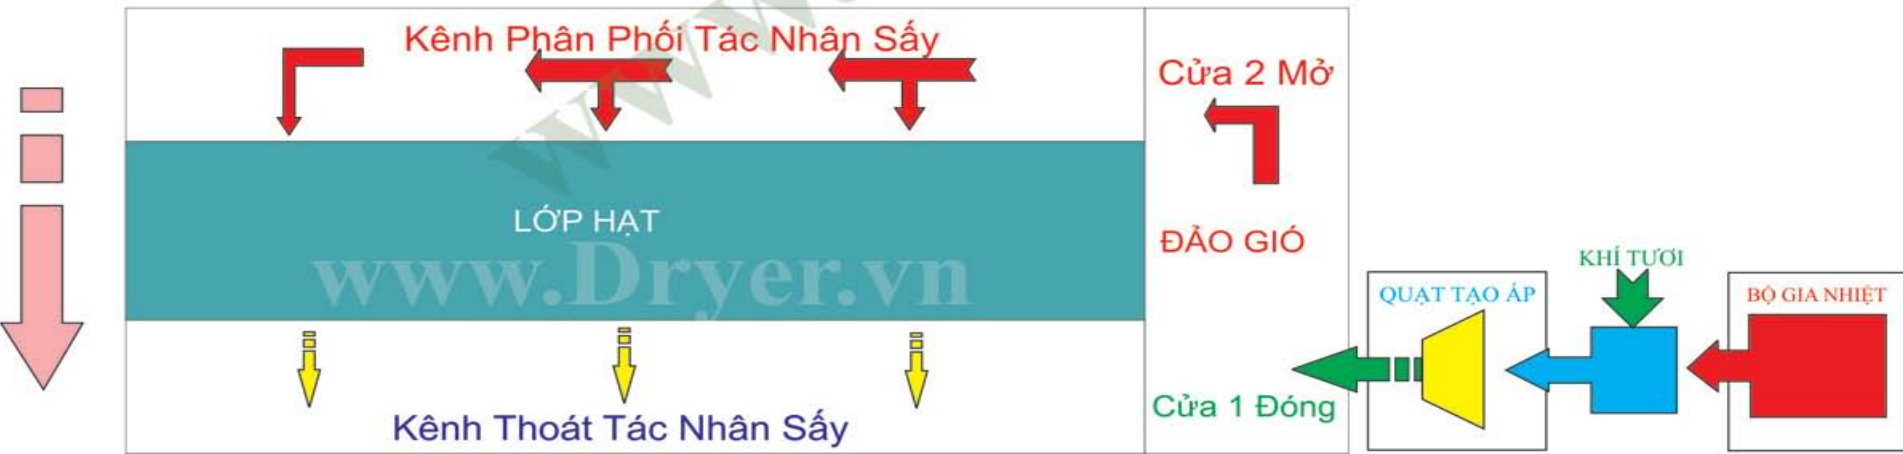 Kênh Phân Phối Tác Nhân Sấy
Cửa 2 Mở
LỚP HẠT
ĐẢO GIÓ
www.Dryer.vn
KHÍ TƯƠI
QUẠT TẠO ÁP
BỘ GIA NHIỆT
Cửa 1 Đóng
Kênh Thoát Tác Nhân Sấy
www